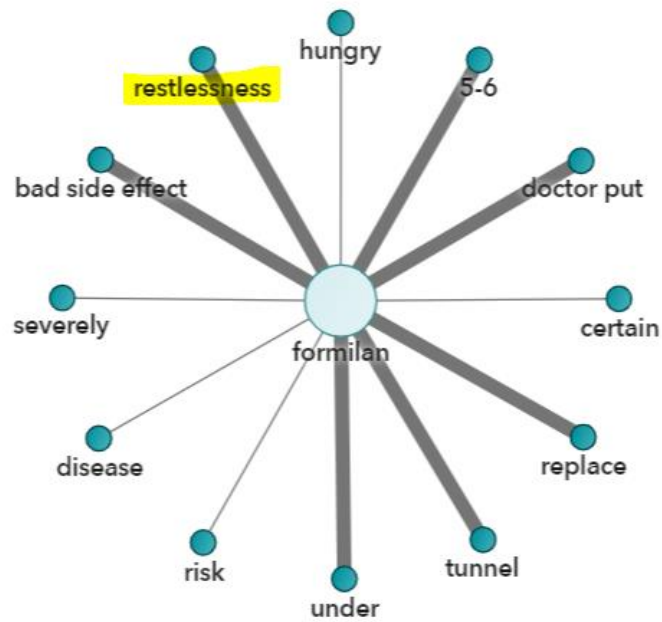 hungry
restlessness
5-6
bad side effect
doctor put
severely
certain
formilan
disease
replace
risk
tunnel
under